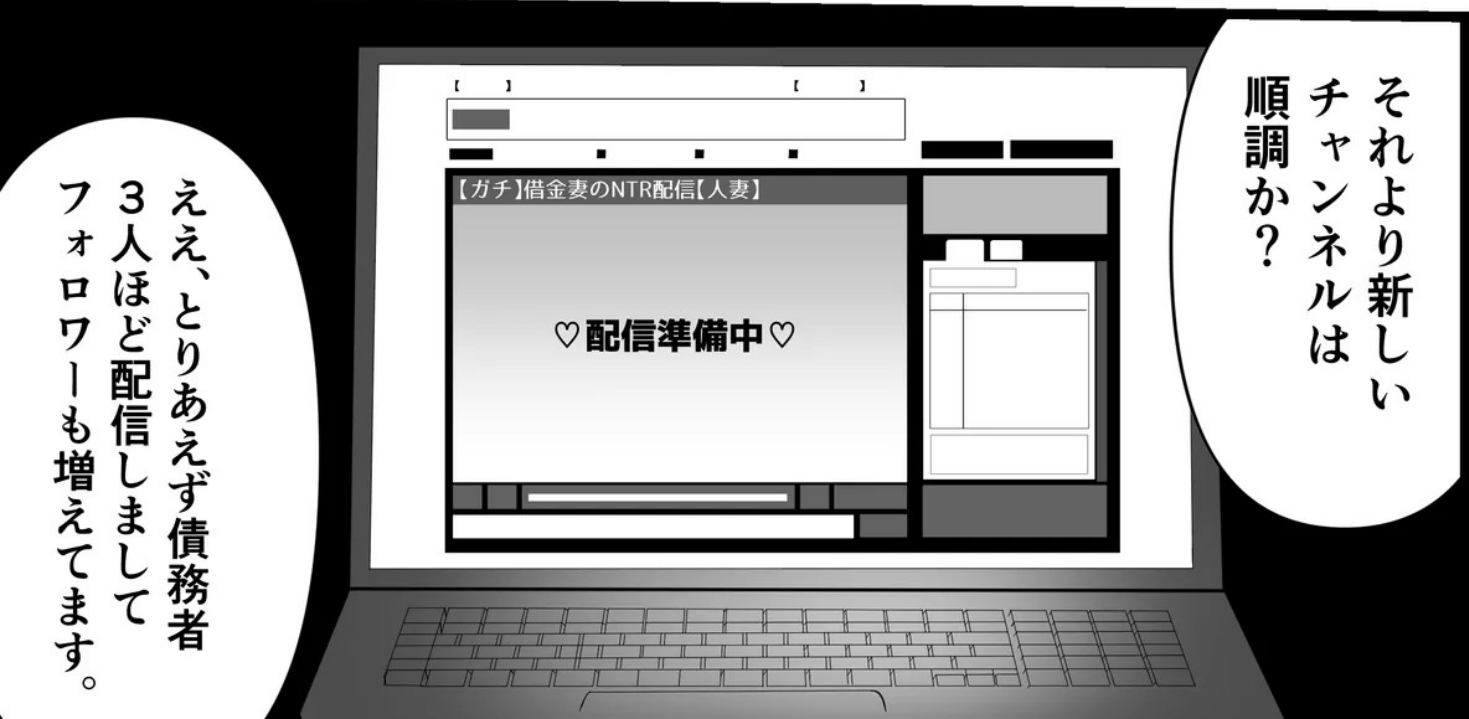 それより新しい
チャンネルは
順調か？
【　　】
【　　】
【ガチ】借金妻のNTR配信【人妻】
♡配信準備中♡
ええ、とりあえず債務者
３人ほど配信しまして
フォロワーも増えてます。